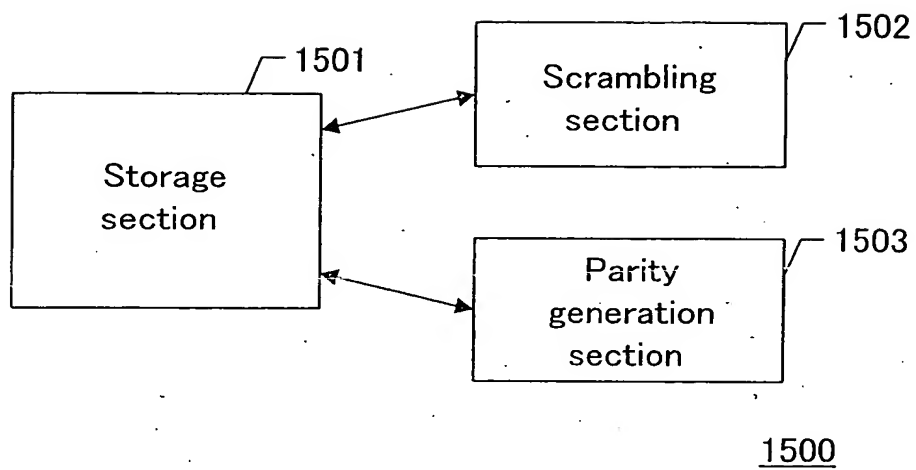 1501
Storage
section
1502
Scrambling
section
1503
Parity
generation
section
1500